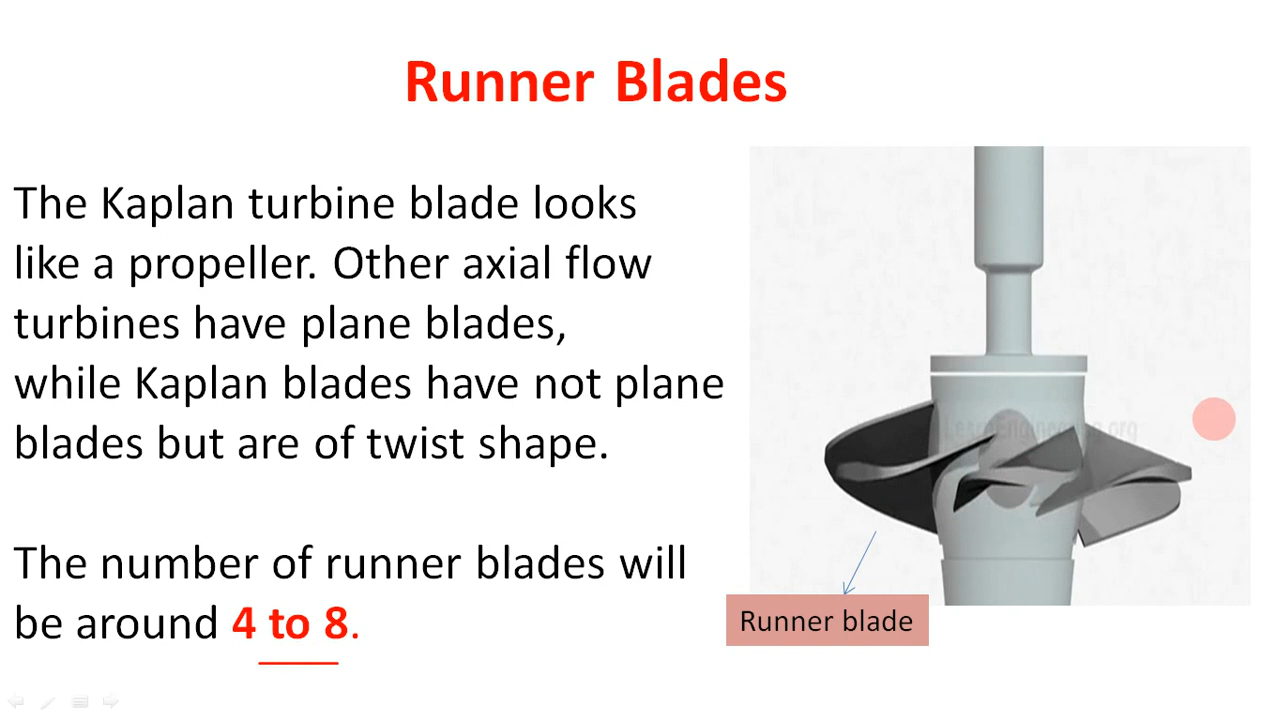 Runner Blades
The Kaplan turbine blade looks
like a propeller. Other axial flow
turbines have plane blades,
while Kaplan blades have not plane
blades but are of twist shape.
The number of runner blades will
be around 4 to 8.
LearnEngineering.org
Runner blade